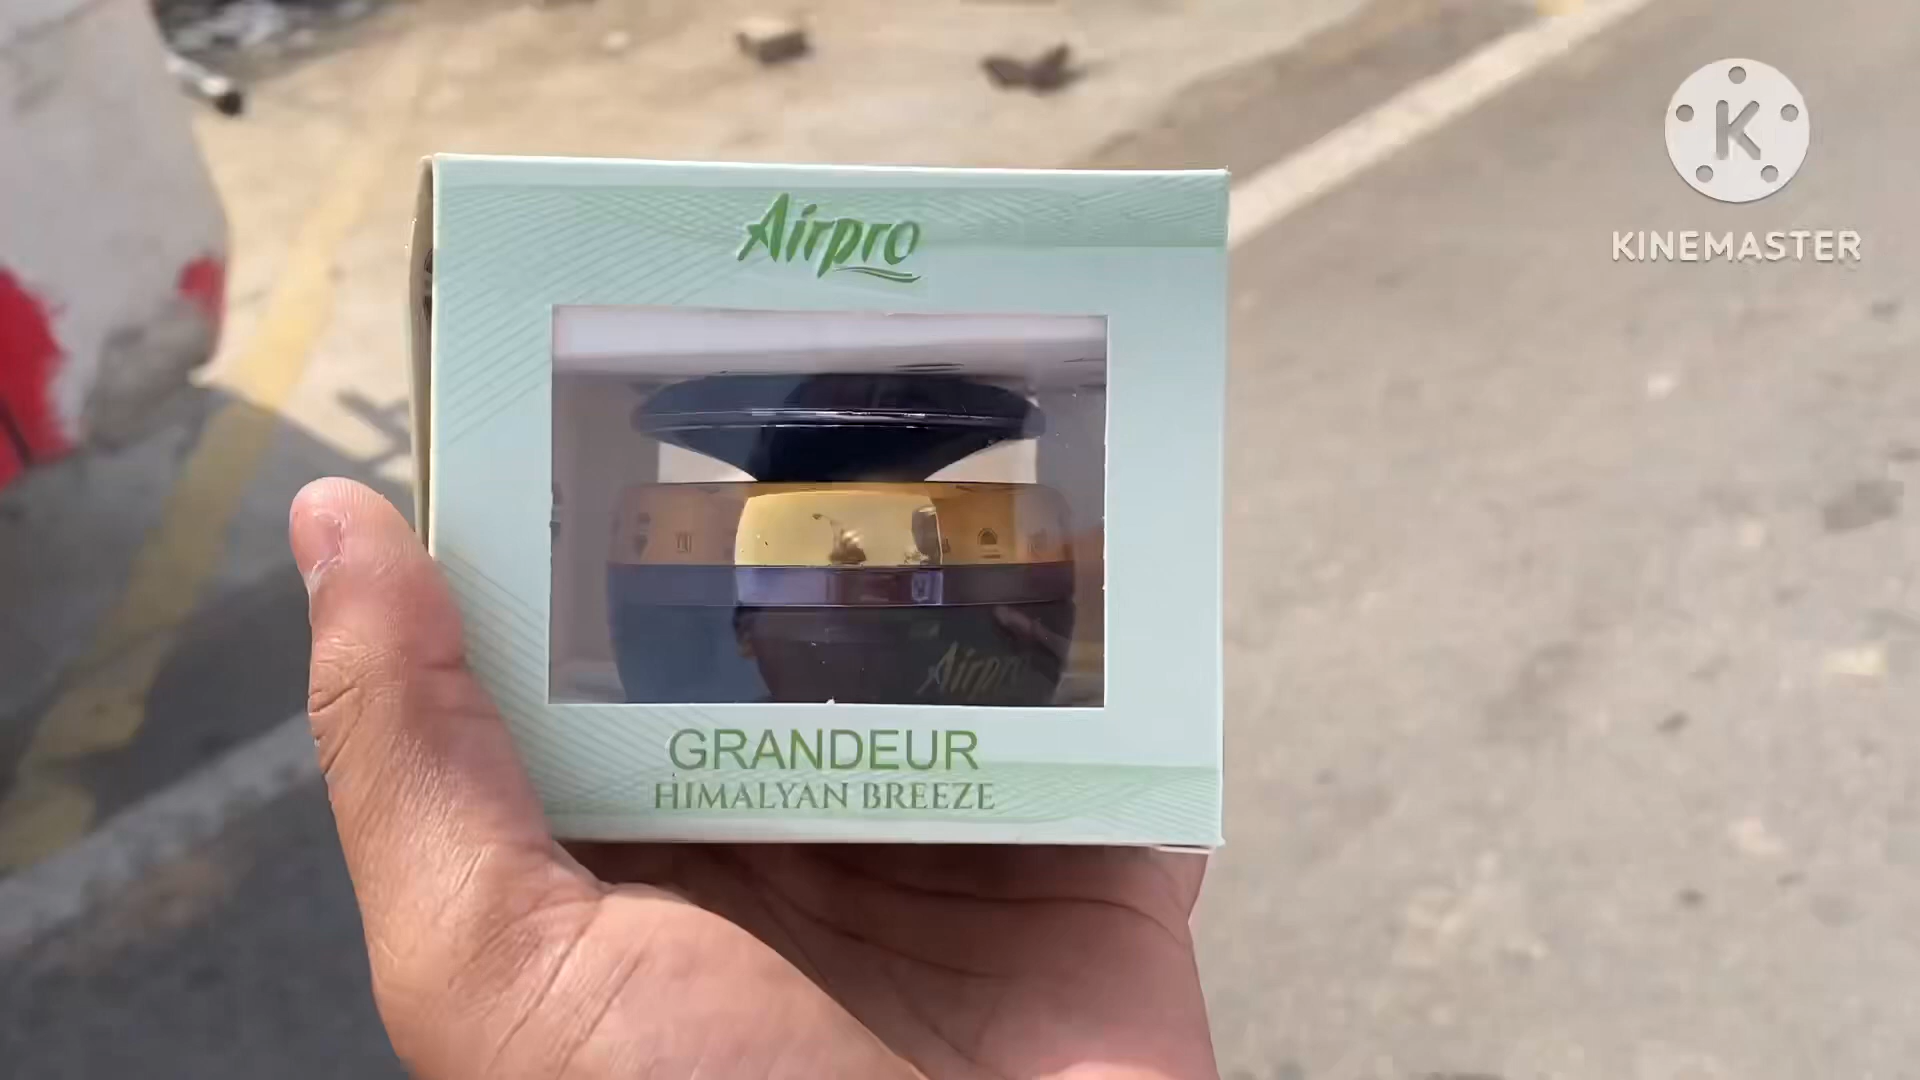 Airpro
K
KINEMASTER
Airpro
GRANDEUR
HIMALYAN BREEZE